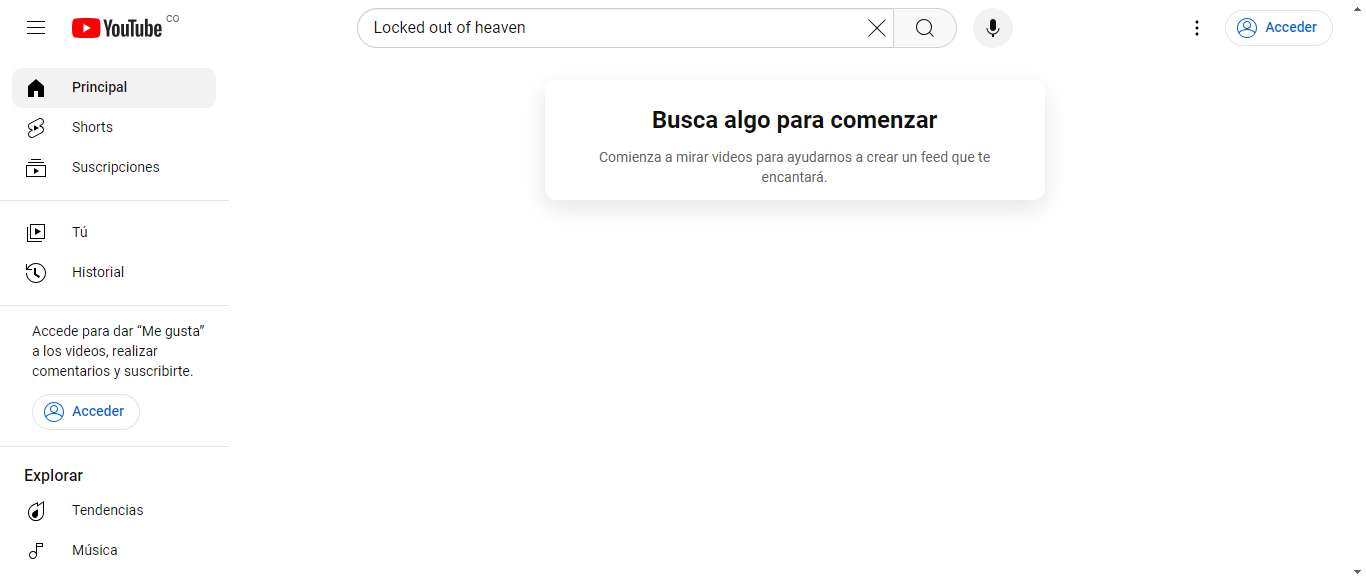 YouTube CO
Locked out of heaven
Acceder
Principal
Shorts
Suscripciones
Tú
Historial
Accede para dar “Me gusta”
a los videos, realizar
comentarios y suscribirte.
Acceder
Explorar
Tendencias
Música
Busca algo para comenzar
Comienza a mirar videos para ayudarnos a crear un feed que te
encantará.